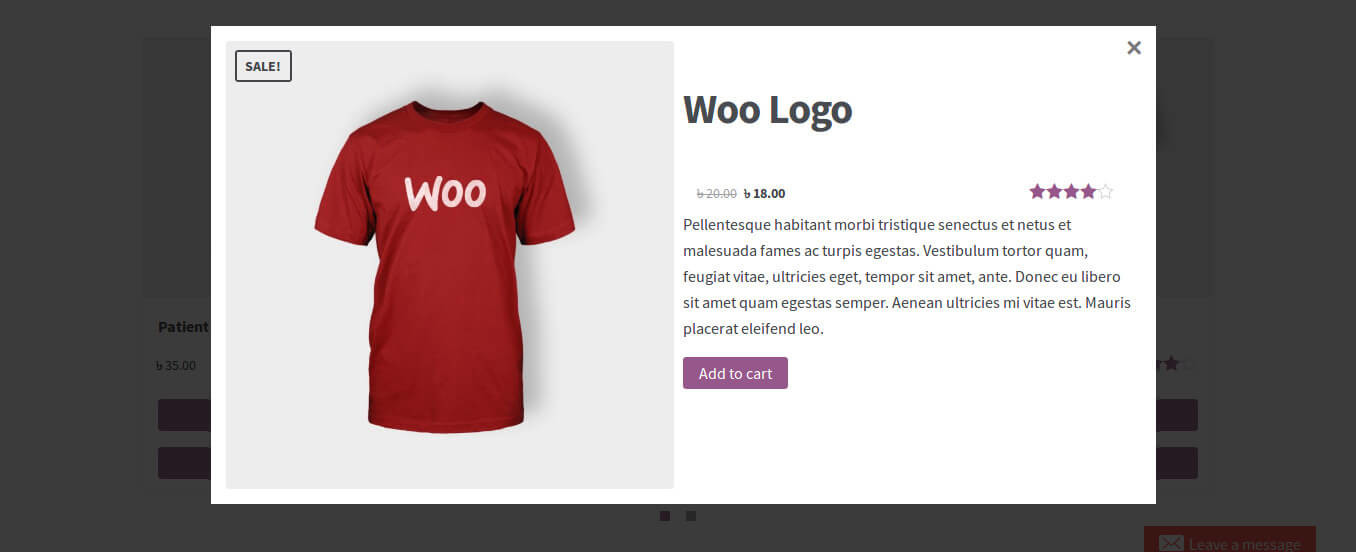 SALE!
Woo
Woo Logo
৳ 20.00 ৳ 18.00
Pellentesque habitant morbi tristique senectus et netus et
malesuada fames ac turpis egestas. Vestibulum tortor quam,
feugiat vitae, ultricies eget, tempor sit amet, ante. Donec eu libero
sit amet quam egestas semper. Aenean ultricies mi vitae est. Mauris
placerat eleifend leo.
Add to cart
Patient
৳ 35.00
Leave a message